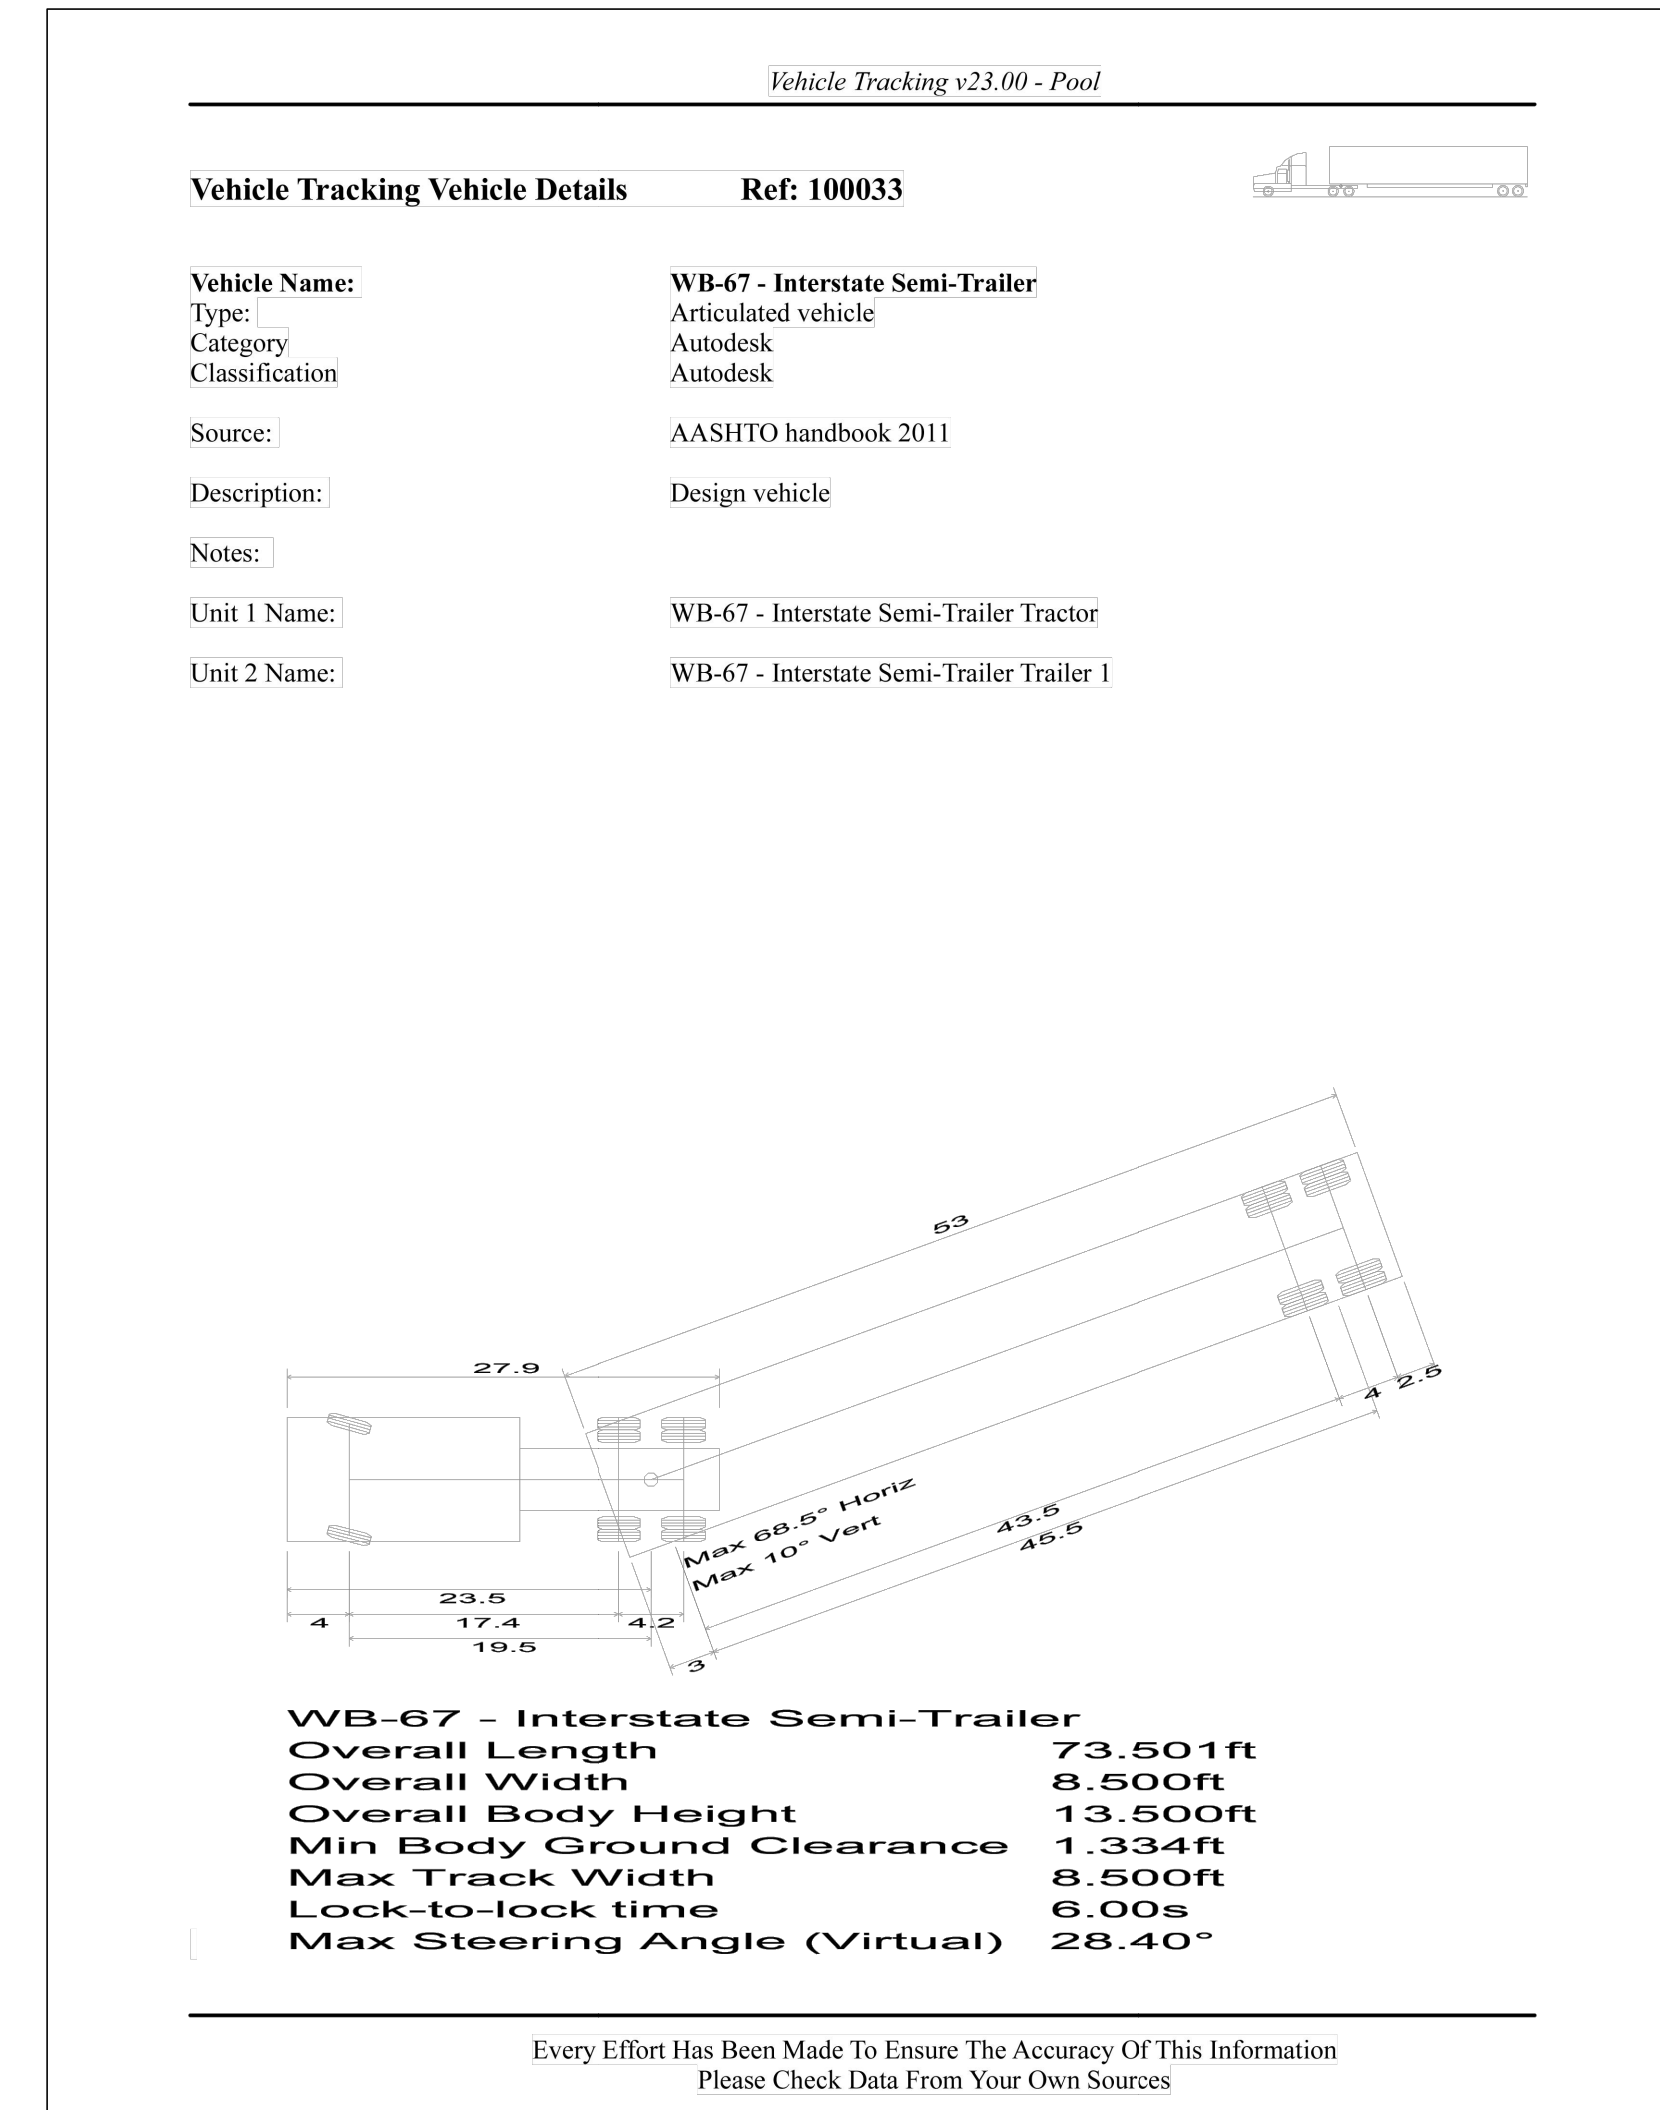 Vehicle Tracking v23.00 - Pool
Vehicle Tracking Vehicle Details Ref: 100033
Vehicle Name: WB-67 - Interstate Semi-Trailer
Type: Articulated vehicle
Category Autodesk
Classification Autodesk
Source: AASHTO handbook 2011
Description: Design vehicle
Notes:
Unit 1 Name: WB-67 - Interstate Semi-Trailer Tractor
Unit 2 Name: WB-67 - Interstate Semi-Trailer Trailer 1
53
27.9
4 2.5
Max 68.5° Horiz
Max 10° Vert
43.5
45.5
23.5
4 17.4 4.2
19.5
3
WB-67 - Interstate Semi-Trailer
Overall Length 73.501ft
Overall Width 8.500ft
Overall Body Height 13.500ft
Min Body Ground Clearance 1.334ft
Max Track Width 8.500ft
Lock-to-lock time 6.00s
Max Steering Angle (Virtual) 28.40°
Every Effort Has Been Made To Ensure The Accuracy Of This Information
Please Check Data From Your Own Sources